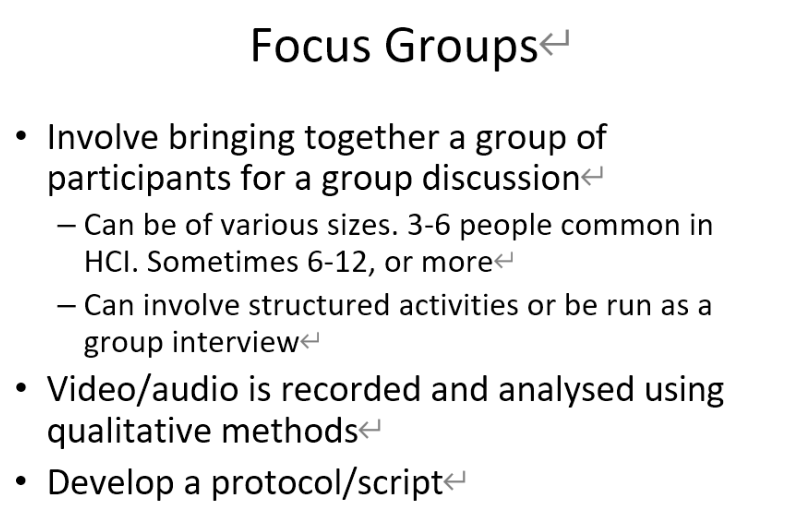 Focus Groups↵
• Involve bringing together a group of
participants for a group discussion↵
– Can be of various sizes. 3-6 people common in
HCI. Sometimes 6-12, or more↵
– Can involve structured activities or be run as a
group interview↵
• Video/audio is recorded and analysed using
qualitative methods↵
• Develop a protocol/script↵